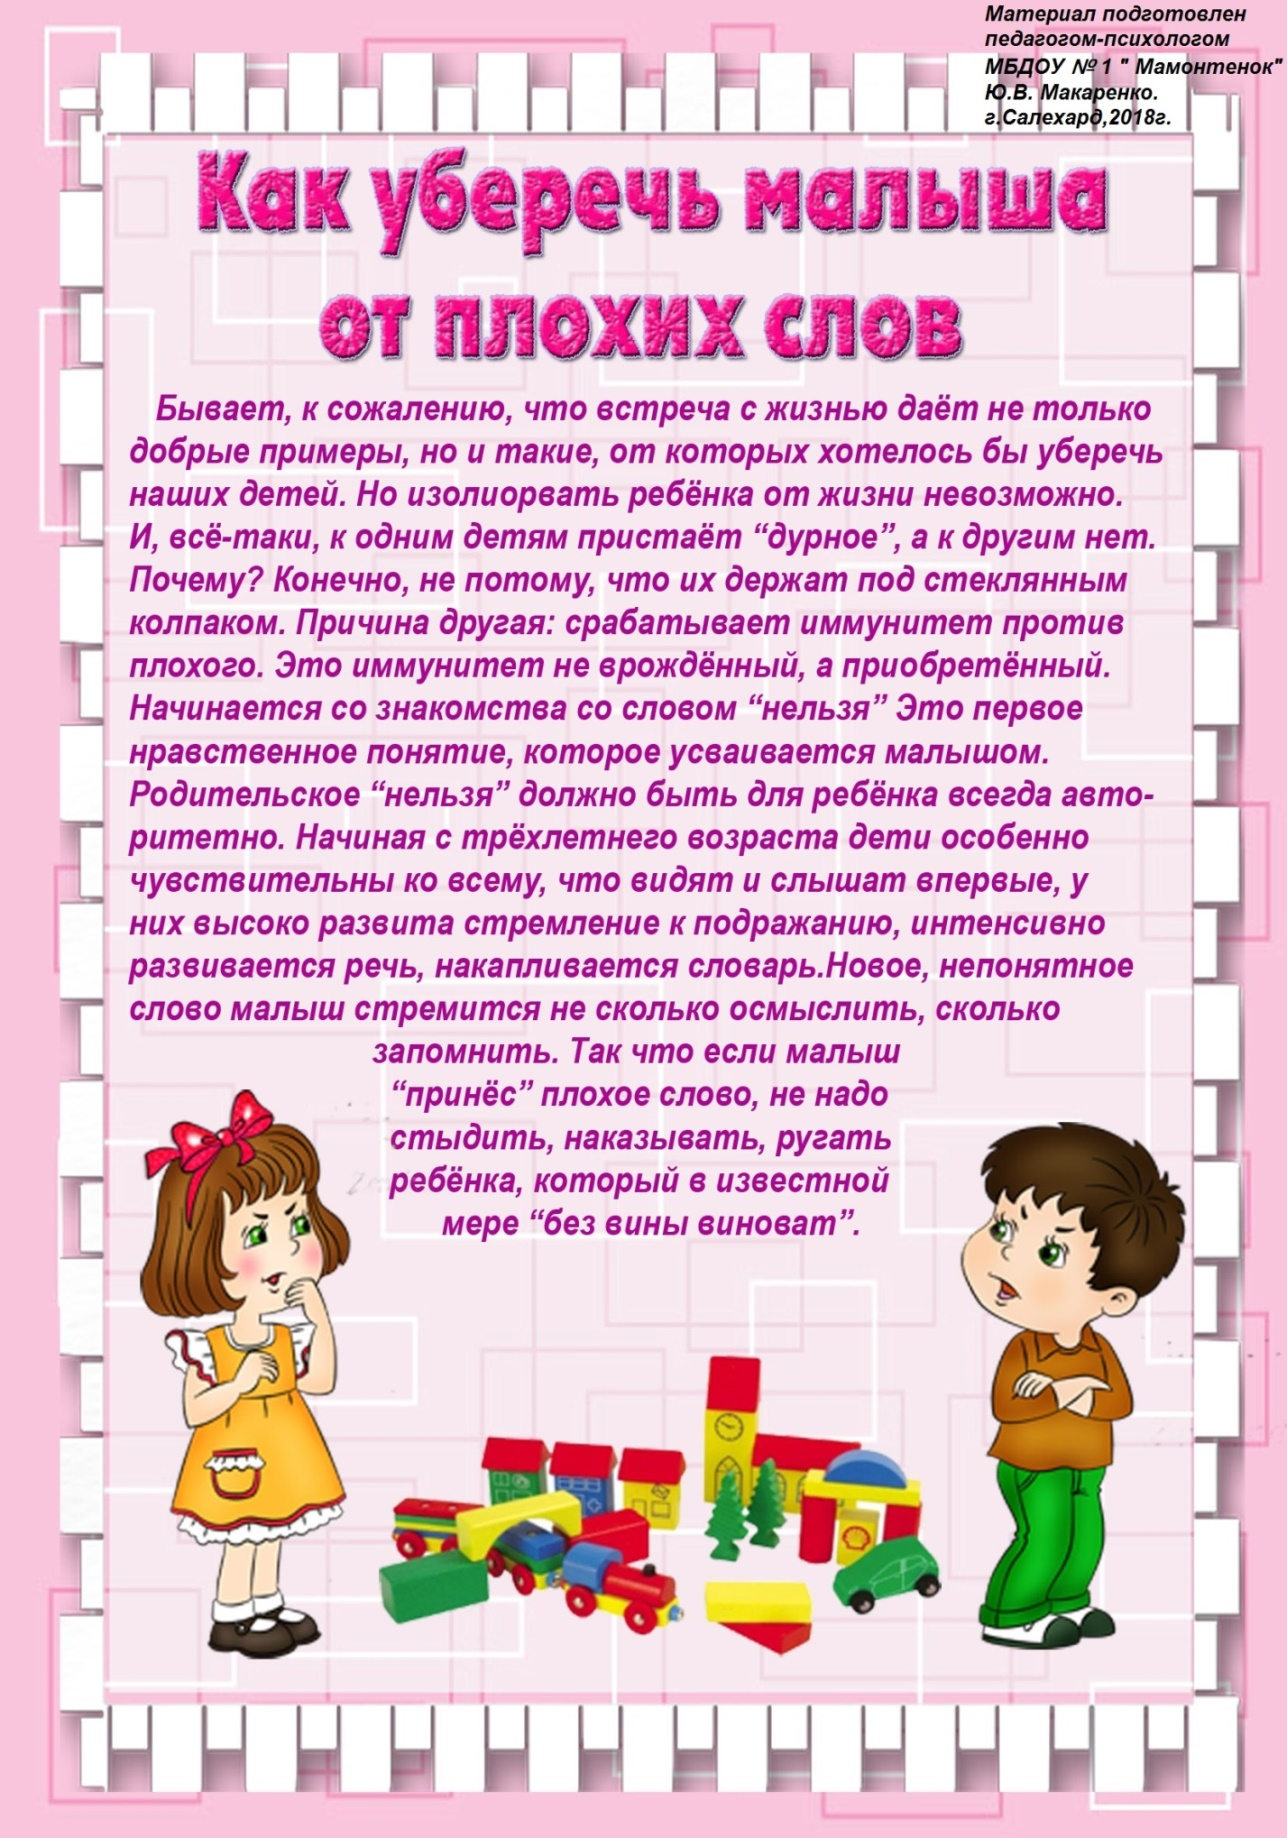 Материал подготовлен
педагогом-психологом
МБДОУ № 1 " Мамонтенок"
Ю.В. Макаренко.
г.Салехард,2018г.
Как уберечь малыша
от плохих слов
Бывает, к сожалению, что встреча с жизнью даёт не только
добрые примеры, но и такие, от которых хотелось бы уберечь
наших детей. Но изолиорвать ребёнка от жизни невозможно.
И, всё-таки, к одним детям пристаёт “дурное”, а к другим нет.
Почему? Конечно, не потому, что их держат под стеклянным
колпаком. Причина другая: срабатывает иммунитет против
плохого. Это иммунитет не врождённый, а приобретённый.
Начинается со знакомства со словом “нельзя” Это первое
нравственное понятие, которое усваивается малышом.
Родительское “нельзя” должно быть для ребёнка всегда авто-
ритетно. Начиная с трёхлетнего возраста дети особенно
чувствительны ко всему, что видят и слышат впервые, у
них высоко развита стремление к подражанию, интенсивно
развивается речь, накапливается словарь.Новое, непонятное
слово малыш стремится не сколько осмыслить, сколько
запомнить. Так что если малыш
“принёс” плохое слово, не надо
стыдить, наказывать, ругать
ребёнка, который в известной
мере “без вины виноват”.